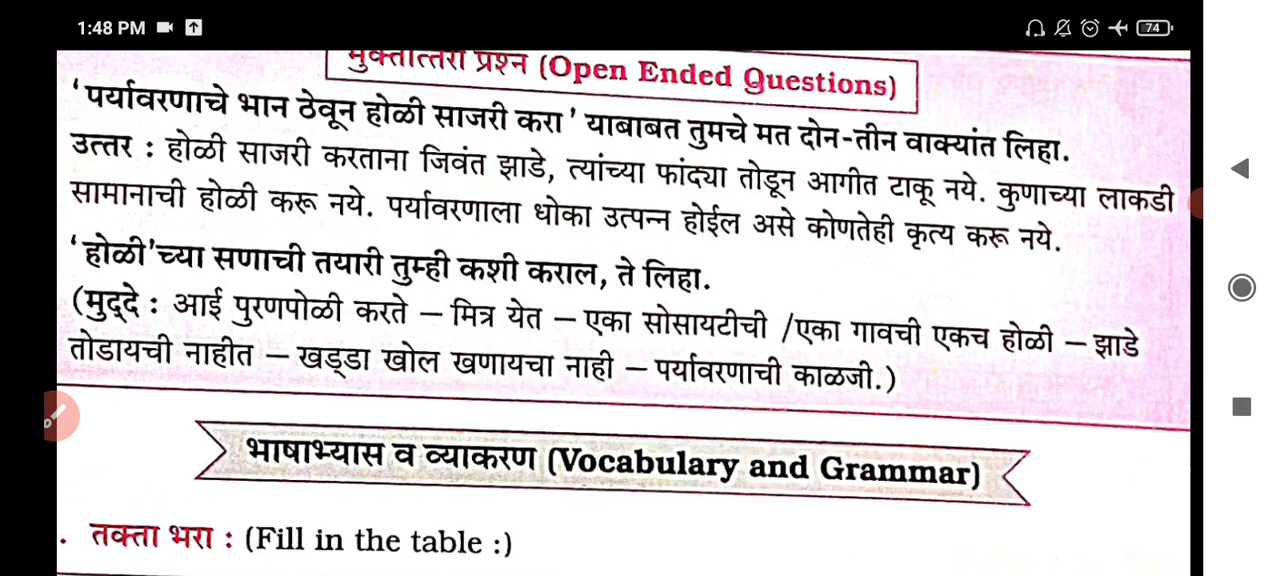 1:48 PM
74
मुक्तोत्तरी प्रश्न (Open Ended Questions)
'पर्यावरणाचे भान ठेवून होळी साजरी करा' याबाबत तुमचे मत दोन-तीन वाक्यांत लिहा.
उत्तर : होळी साजरी करताना जिवंत झाडे, त्यांच्या फांद्या तोडून आगीत टाकू नये. कुणाच्या लाकडी
सामानाची होळी करू नये. पर्यावरणाला धोका उत्पन्न होईल असे कोणतेही कृत्य करू नये.
'होळी'च्या सणाची तयारी तुम्ही कशी कराल, ते लिहा.
(मुद्दे : आई पुरणपोळी करते – मित्र येत – एका सोसायटीची /एका गावची एकच होळी – झाडे
तोडायची नाहीत – खड्डा खोल खणायचा नाही – पर्यावरणाची काळजी.)
भाषाभ्यास व व्याकरण (Vocabulary and Grammar)
. तक्ता भरा : (Fill in the table :)